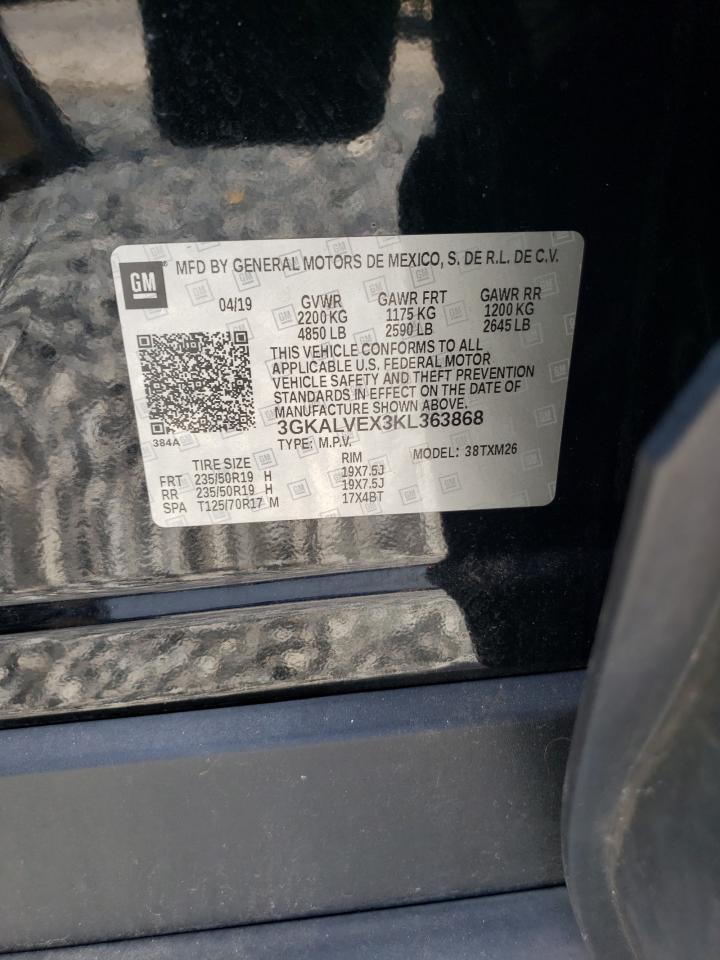 GM ® MFD BY GENERAL MOTORS DE MEXICO, S. DE R.L. DE C.V.
04/19 GVWR GAWR FRT GAWR RR
2200 KG 1175 KG 1200 KG
4850 LB 2590 LB 2645 LB
THIS VEHICLE CONFORMS TO ALL
APPLICABLE U.S. FEDERAL MOTOR
VEHICLE SAFETY AND THEFT PREVENTION
STANDARDS IN EFFECT ON THE DATE OF
MANUFACTURE SHOWN ABOVE.
384A 3GKALVEX3KL363868
TYPE: M.P.V. MODEL: 38TXM26
TIRE SIZE RIM
FRT 235/50R19 H 19X7.5J
RR 235/50R19 H 19X7.5J
SPA T125/70R17 M 17X4BT